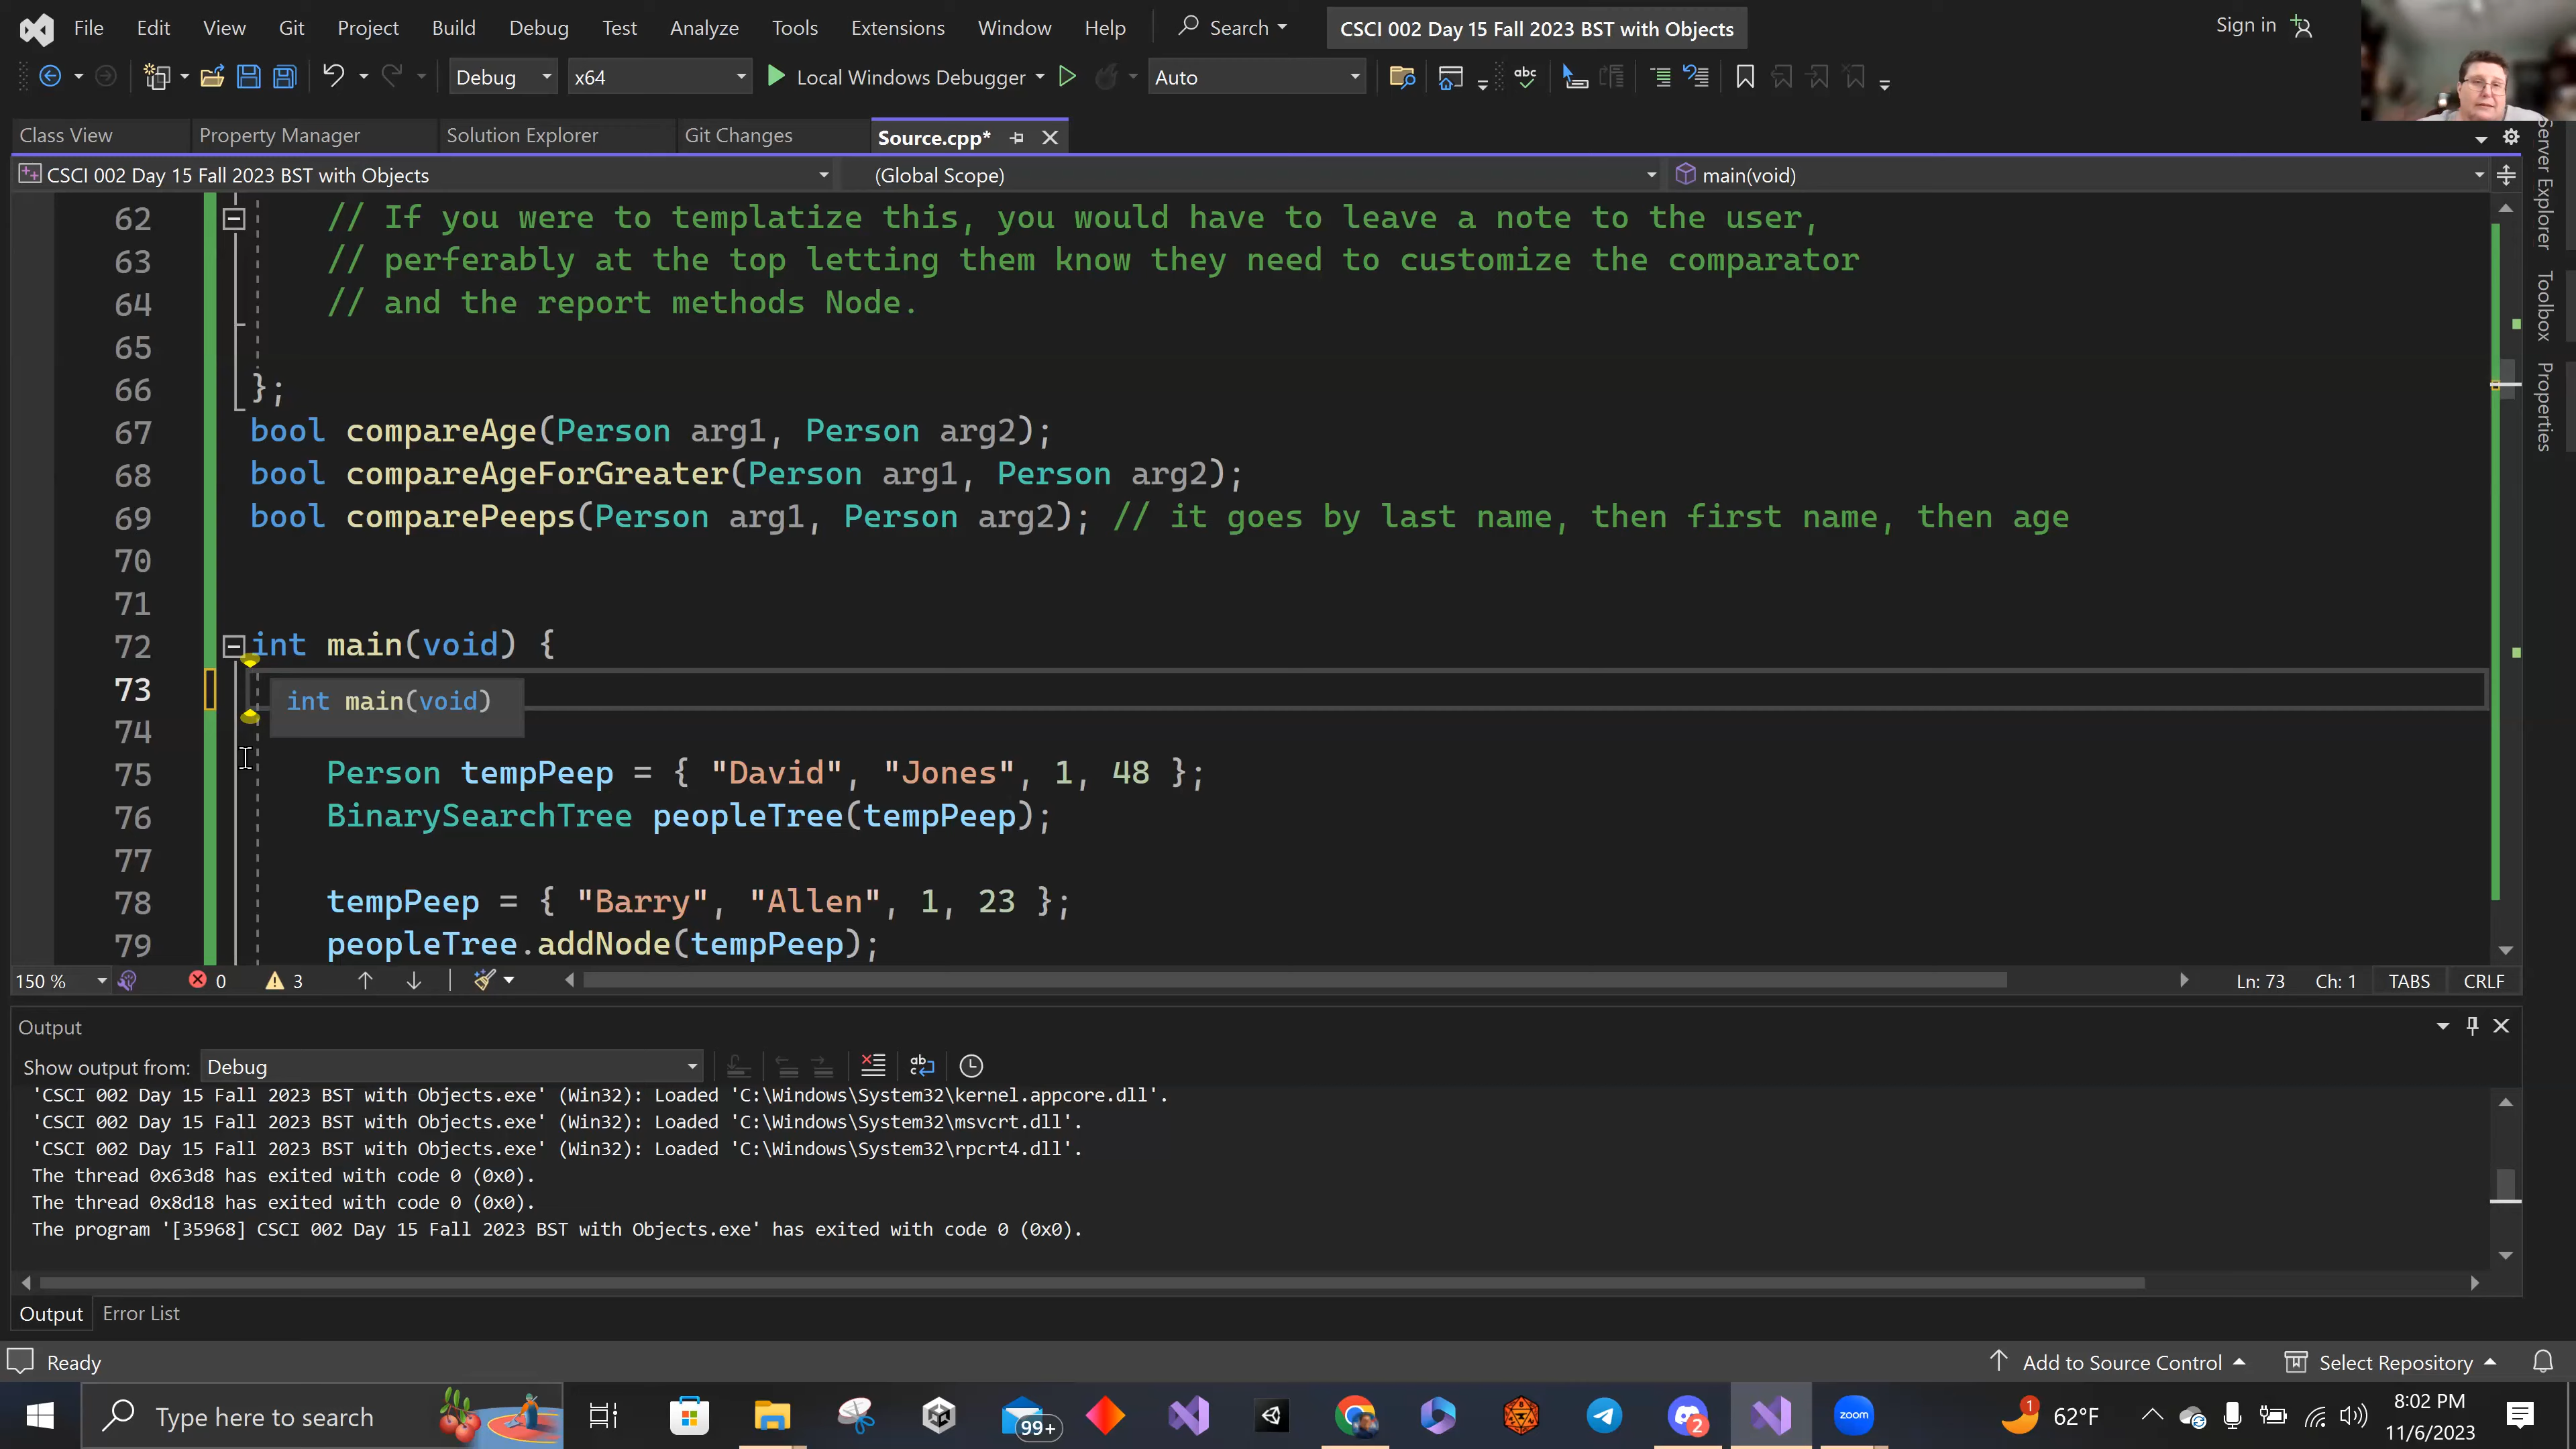 File Edit View Git Project Build Debug Test Analyze Tools Extensions Window Help Search CSCI 002 Day 15 Fall 2023 BST with Objects Sign in
Debug x64 Local Windows Debugger Auto
Class View Property Manager Solution Explorer Git Changes Source.cpp*
CSCI 002 Day 15 Fall 2023 BST with Objects (Global Scope) main(void)
62 // If you were to templatize this, you would have to leave a note to the user,
63 // perferably at the top letting them know they need to customize the comparator
64 // and the report methods Node.
65
66 };
67 bool compareAge(Person arg1, Person arg2);
68 bool compareAgeForGreater(Person arg1, Person arg2);
69 bool comparePeeps(Person arg1, Person arg2); // it goes by last name, then first name, then age
70
71
72 int main(void) {
73
int main(void)
74
75 Person tempPeep = { "David", "Jones", 1, 48 };
76 BinarySearchTree peopleTree(tempPeep);
77
78 tempPeep = { "Barry", "Allen", 1, 23 };
79 peopleTree.addNode(tempPeep);
Server Explorer
Toolbox
Properties
150 % 0 3 Ln: 73 Ch: 1 TABS CRLF
Output
Show output from: Debug
'CSCI 002 Day 15 Fall 2023 BST with Objects.exe' (Win32): Loaded 'C:\Windows\System32\kernel.appcore.dll'.
'CSCI 002 Day 15 Fall 2023 BST with Objects.exe' (Win32): Loaded 'C:\Windows\System32\msvcrt.dll'.
'CSCI 002 Day 15 Fall 2023 BST with Objects.exe' (Win32): Loaded 'C:\Windows\System32\rpcrt4.dll'.
The thread 0x63d8 has exited with code 0 (0x0).
The thread 0x8d18 has exited with code 0 (0x0).
The program '[35968] CSCI 002 Day 15 Fall 2023 BST with Objects.exe' has exited with code 0 (0x0).
Output Error List
Ready Add to Source Control Select Repository
Type here to search 99+ 2 zoom 1 62°F 8:02 PM
11/6/2023